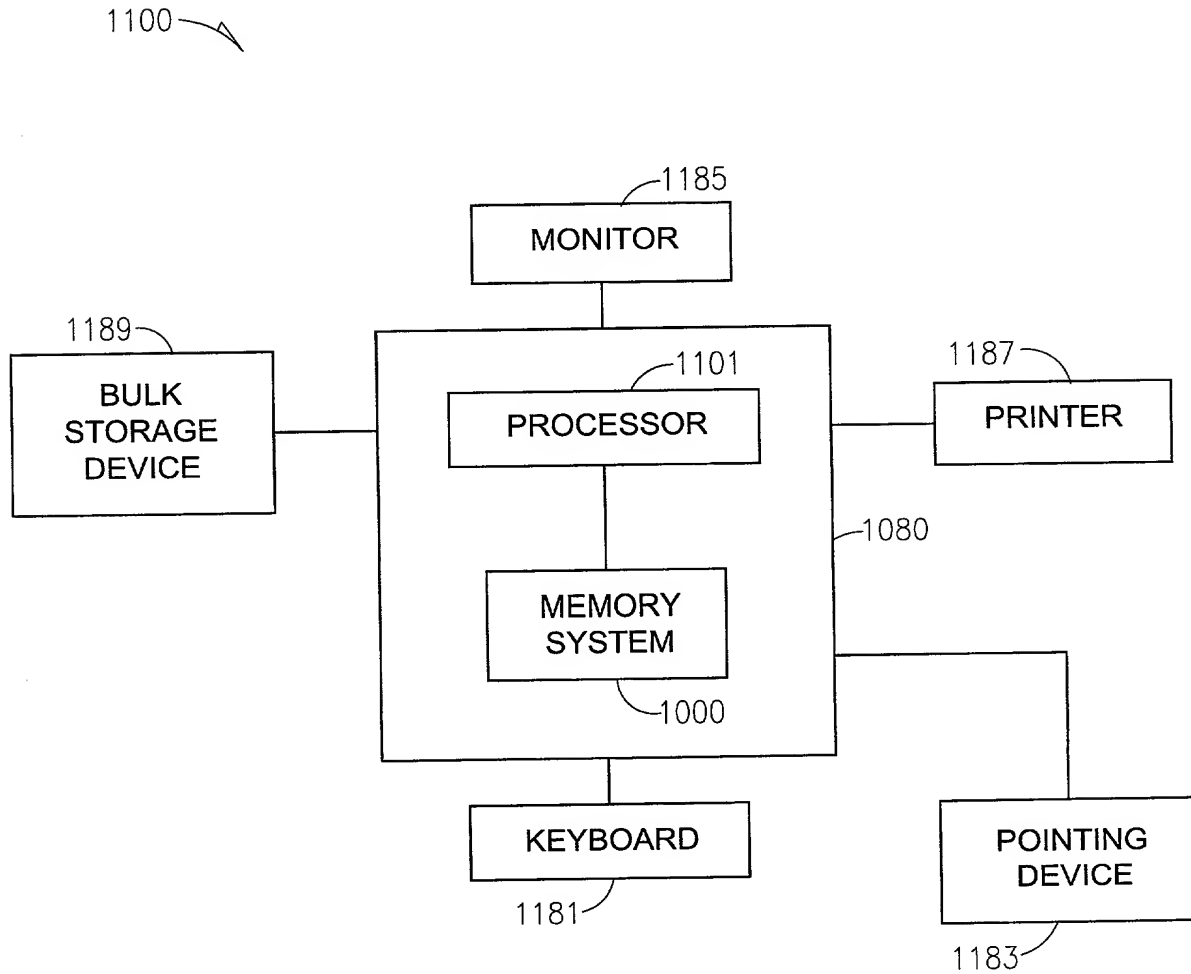 1100
1185
MONITOR
1189
BULK
STORAGE
DEVICE
1101
PROCESSOR
1187
PRINTER
1080
MEMORY
SYSTEM
1000
KEYBOARD
1181
POINTING
DEVICE
1183